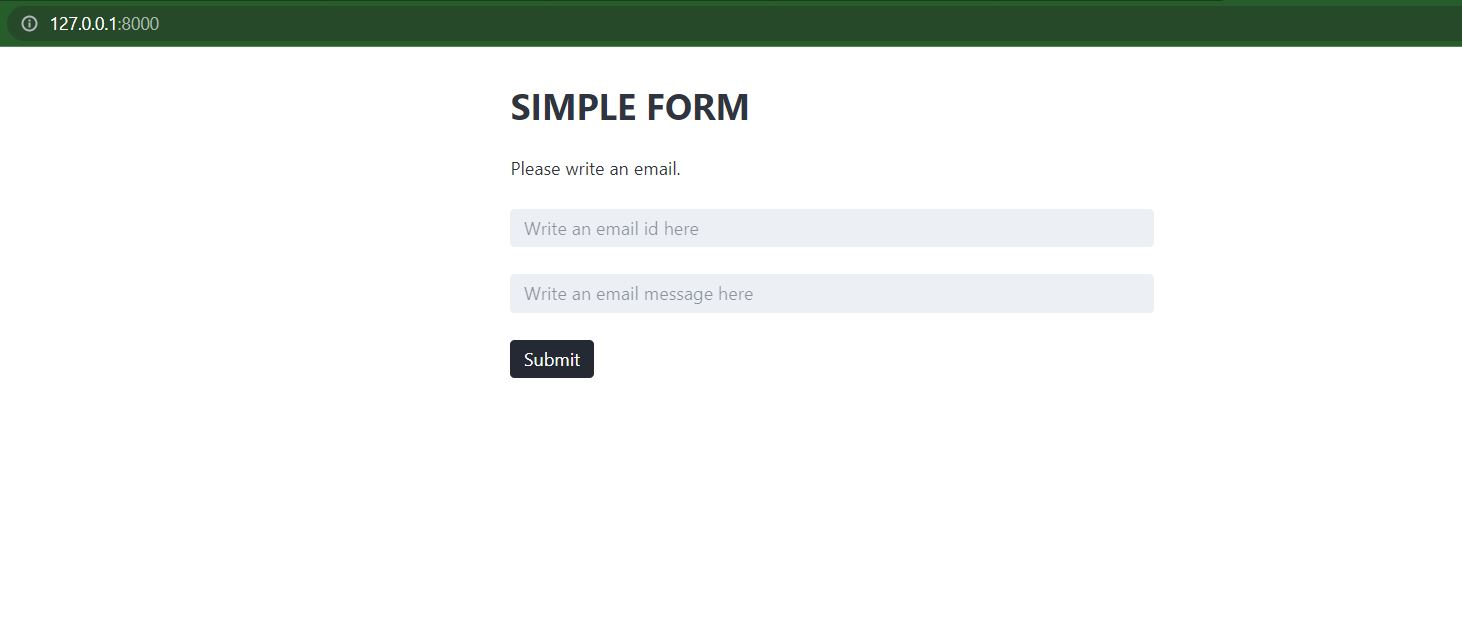 127.0.0.1:8000
SIMPLE FORM
Please write an email.
Write an email id here
Write an email message here
Submit